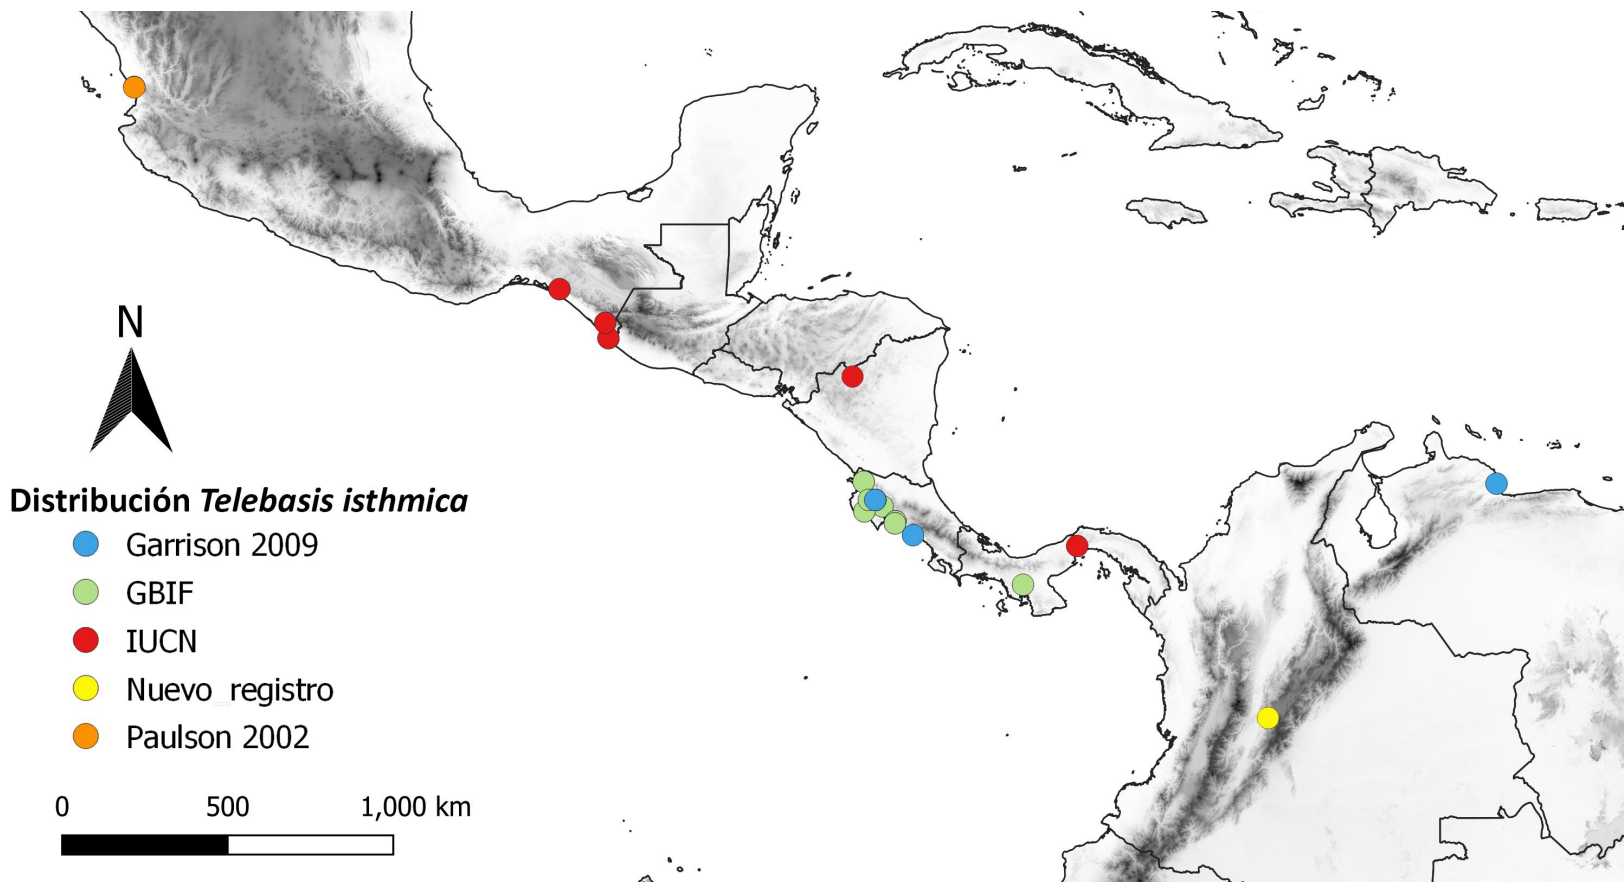 N
Distribución Telebasis isthmica
Garrison 2009
GBIF
IUCN
Nuevo_registro
Paulson 2002
0 500 1,000 km